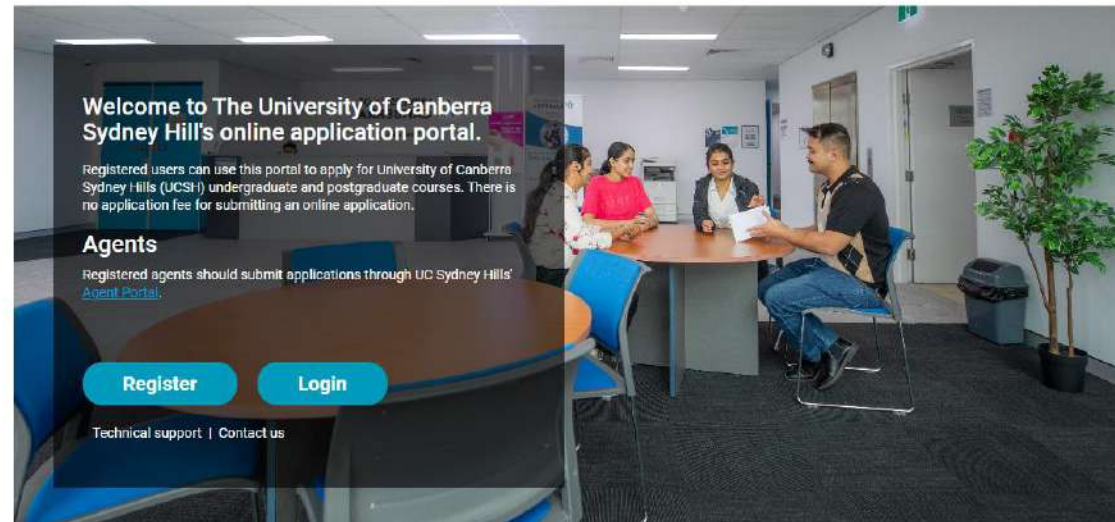 Welcome to The University of Canberra
Sydney Hill's online application portal.
Registered users can use this portal to apply for University of Canberra
Sydney Hills (UCSH) undergraduate and postgraduate courses. There is
no application fee for submitting an online application.
Agents
Registered agents should submit applications through UC Sydney Hills'
Agent Portal.
Register Login
Technical support | Contact us